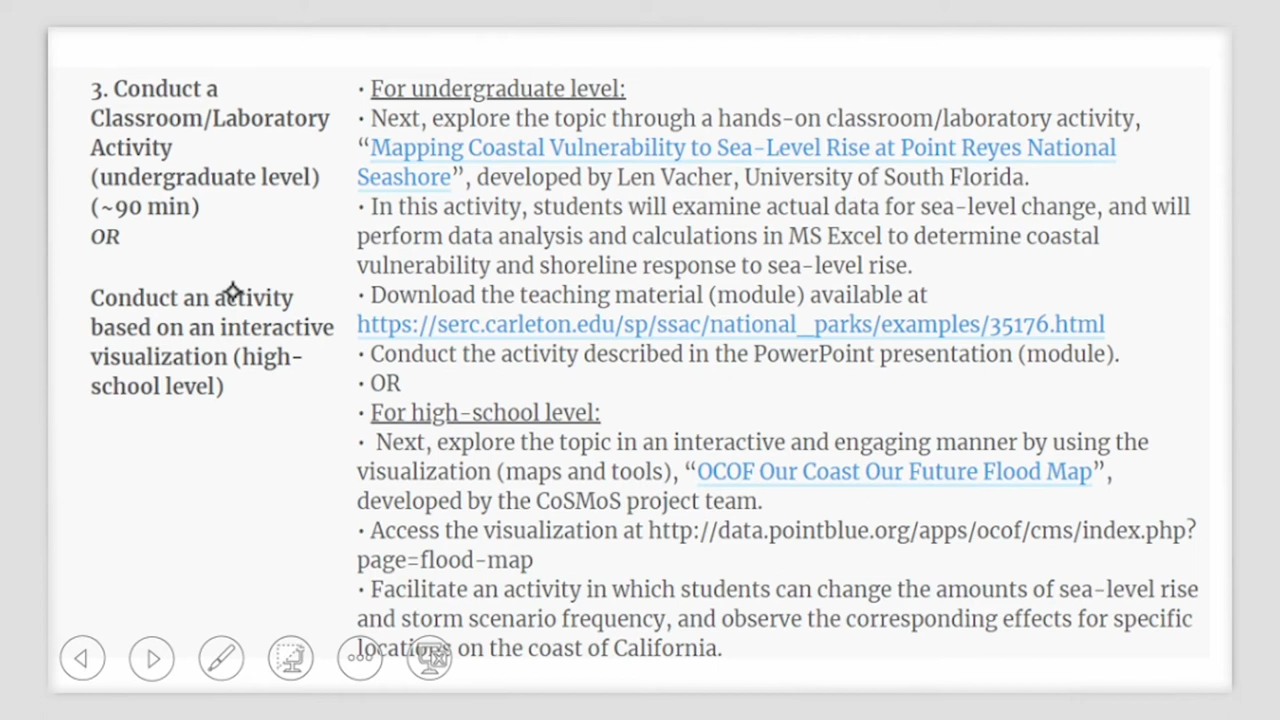 3. Conduct a
Classroom/Laboratory
Activity
(undergraduate level)
(~90 min)
OR
Conduct an activity
based on an interactive
visualization (high-
school level)
• For undergraduate level:
• Next, explore the topic through a hands-on classroom/laboratory activity,
“Mapping Coastal Vulnerability to Sea-Level Rise at Point Reyes National
Seashore”, developed by Len Vacher, University of South Florida.
• In this activity, students will examine actual data for sea-level change, and will
perform data analysis and calculations in MS Excel to determine coastal
vulnerability and shoreline response to sea-level rise.
• Download the teaching material (module) available at
https://serc.carleton.edu/sp/ssac/national_parks/examples/35176.html
• Conduct the activity described in the PowerPoint presentation (module).
• OR
• For high-school level:
• Next, explore the topic in an interactive and engaging manner by using the
visualization (maps and tools), “OCOF Our Coast Our Future Flood Map”,
developed by the CoSMoS project team.
• Access the visualization at http://data.pointblue.org/apps/ocof/cms/index.php?
page=flood-map
• Facilitate an activity in which students can change the amounts of sea-level rise
and storm scenario frequency, and observe the corresponding effects for specific
locations on the coast of California.